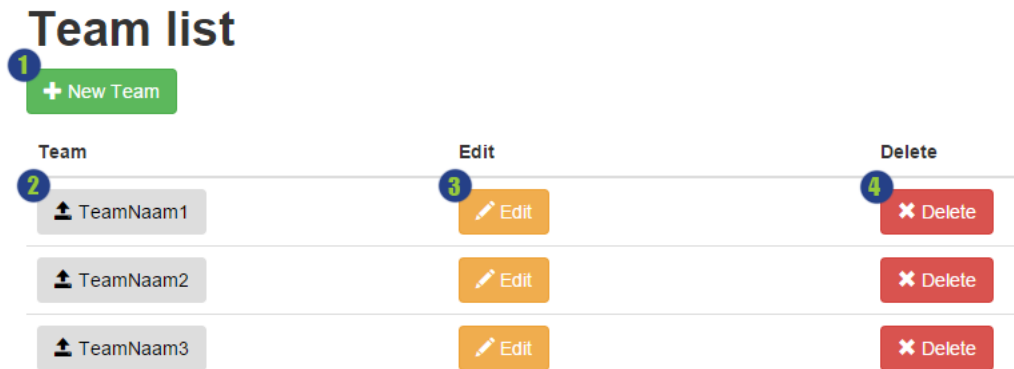 Team list
1
New Team
Team Edit Delete
2 3 4
TeamNaam1 Edit Delete
TeamNaam2 Edit Delete
TeamNaam3 Edit Delete